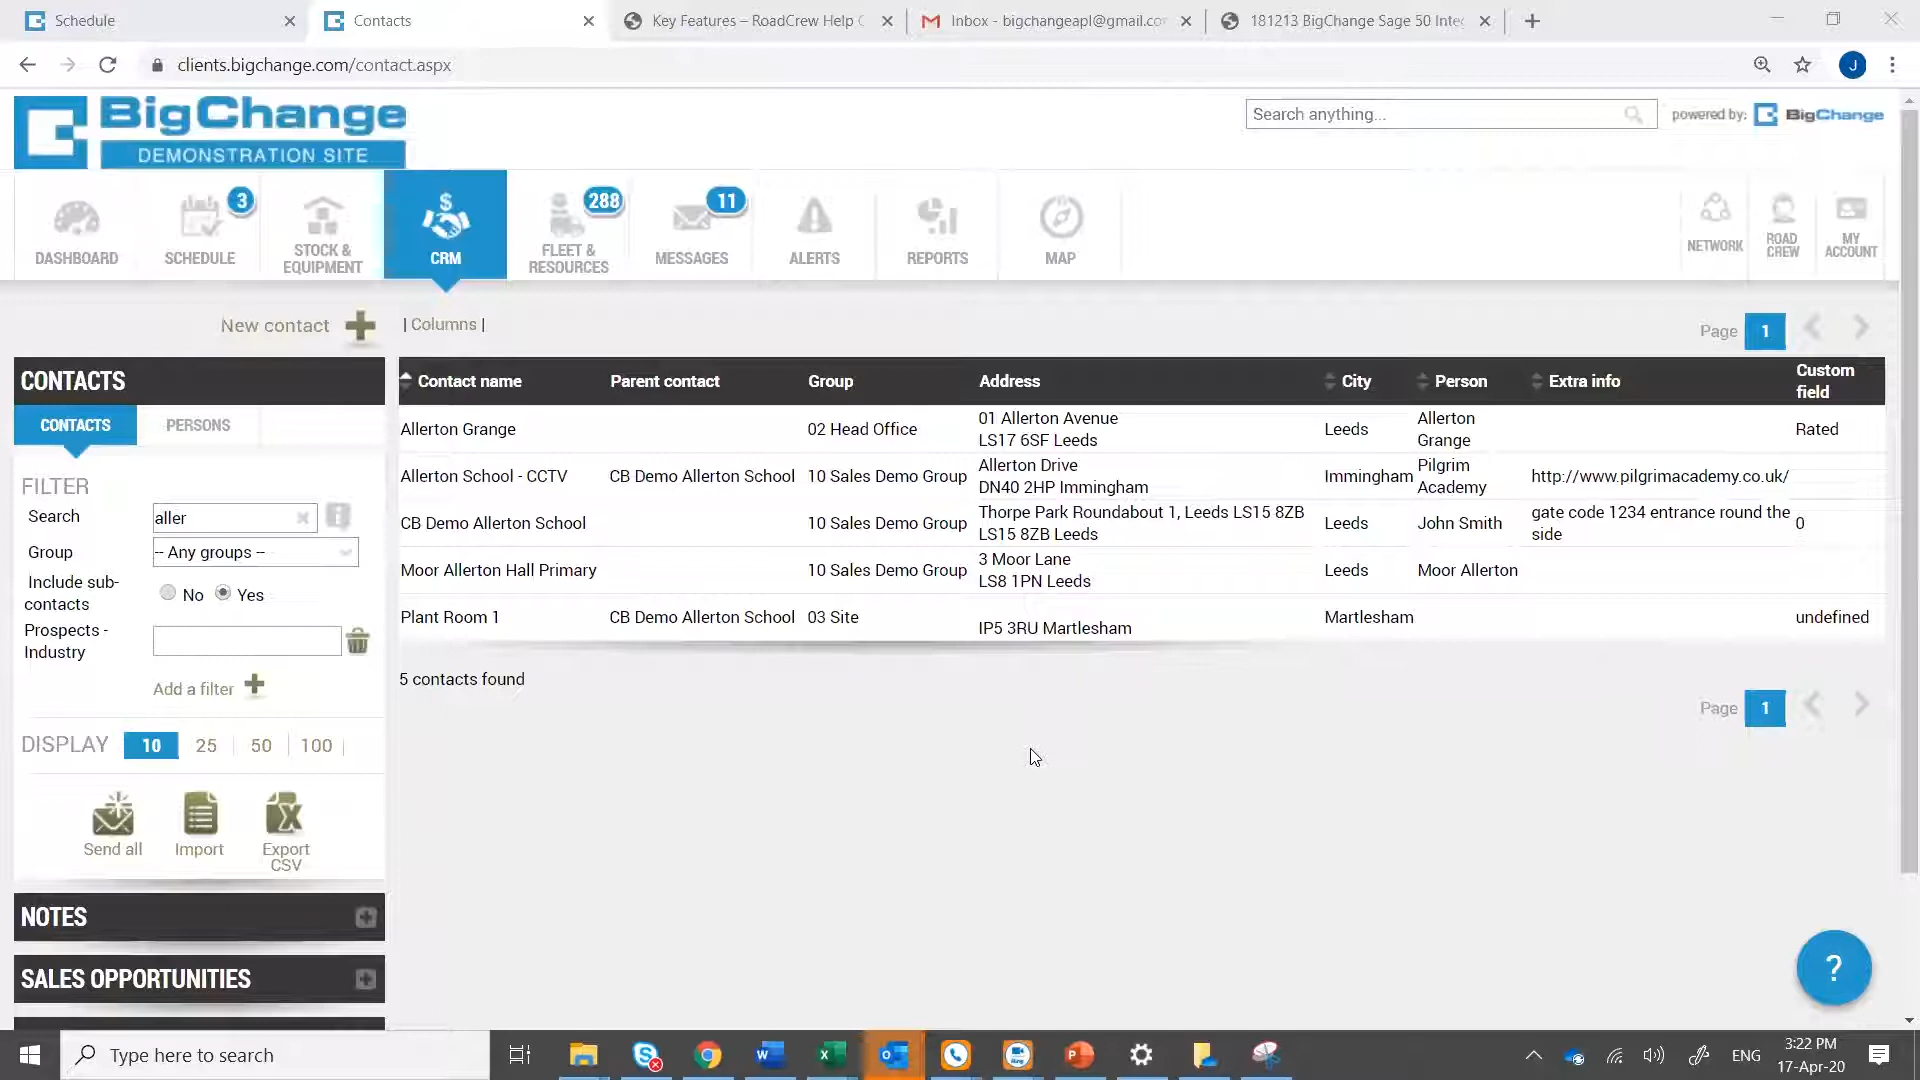 Schedule
Contacts
Key Features – RoadCrew Help C
Inbox - bigchangeapl@gmail.co
181213 BigChange Sage 50 Inte
clients.bigchange.com/contact.aspx
J
BigChange
DEMONSTRATION SITE
Search anything...
powered by: BigChange
DASHBOARD
SCHEDULE
3
STOCK & EQUIPMENT
CRM
FLEET & RESOURCES
288
MESSAGES
11
ALERTS
REPORTS
MAP
NETWORK
ROAD CREW
MY ACCOUNT
New contact
| Columns |
Page 1
CONTACTS
CONTACTS PERSONS
FILTER
Search aller
Group -- Any groups --
Include sub-contacts No Yes
Prospects - Industry
Add a filter
DISPLAY 10 25 50 100
Send all
Import
Export CSV
NOTES
SALES OPPORTUNITIES
Contact name Parent contact Group Address City Person Extra info Custom field
Allerton Grange 02 Head Office 01 Allerton Avenue LS17 6SF Leeds Leeds Allerton Grange Rated
Allerton School - CCTV CB Demo Allerton School 10 Sales Demo Group Allerton Drive DN40 2HP Immingham Immingham Pilgrim Academy http://www.pilgrimacademy.co.uk/
CB Demo Allerton School 10 Sales Demo Group Thorpe Park Roundabout 1, Leeds LS15 8ZB LS15 8ZB Leeds Leeds John Smith gate code 1234 entrance round the side 0
Moor Allerton Hall Primary 10 Sales Demo Group 3 Moor Lane LS8 1PN Leeds Leeds Moor Allerton
Plant Room 1 CB Demo Allerton School 03 Site IP5 3RU Martlesham Martlesham undefined
5 contacts found
Page 1
?
Type here to search
ENG
3:22 PM
17-Apr-20